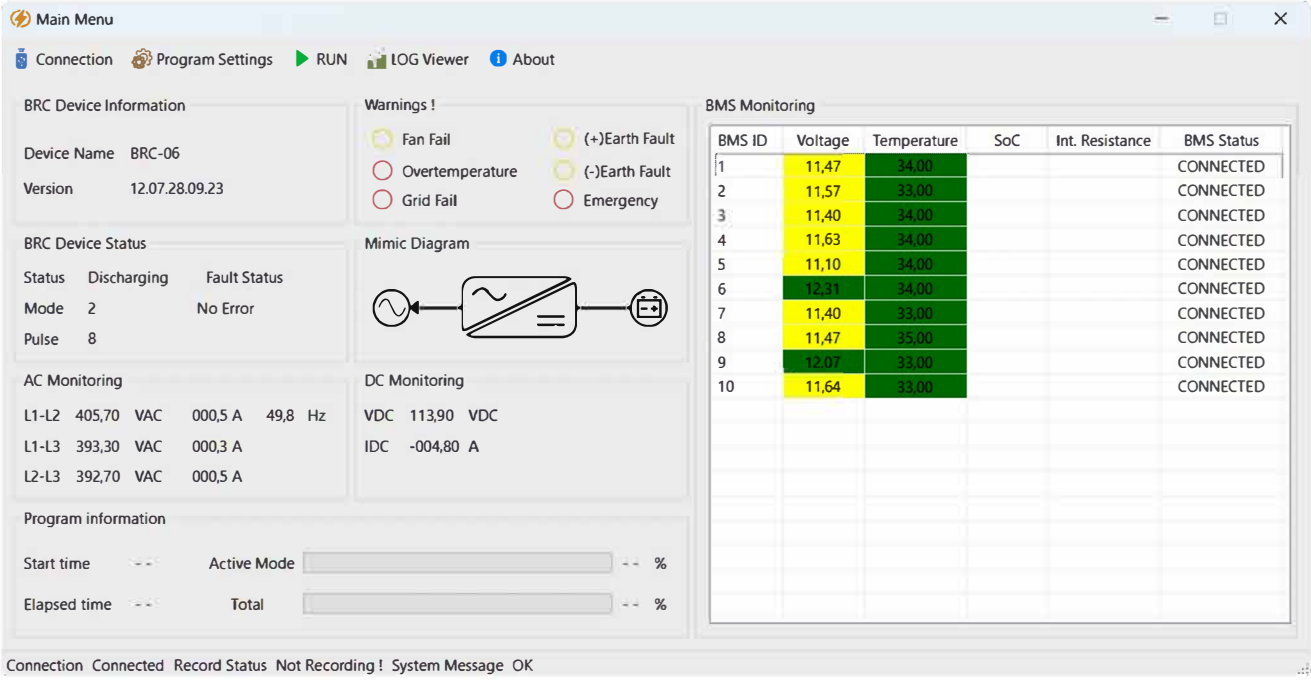 Main Menu
Connection Program Settings RUN LOG Viewer About
BRC Device Information
Device Name BRC-06
Version 12.07.28.09.23
Warnings !
Fan Fail (+)Earth Fault
Overtemperature (-)Earth Fault
Grid Fail Emergency
BRC Device Status
Status Discharging Fault Status
Mode 2 No Error
Pulse 8
Mimic Diagram
AC Monitoring
L1-L2 405,70 VAC 000,5 A 49,8 Hz
L1-L3 393,30 VAC 000,3 A
L2-L3 392,70 VAC 000,5 A
DC Monitoring
VDC 113,90 VDC
IDC -004,80 A
Program information
Start time -- Active Mode -- %
Elapsed time -- Total -- %
BMS Monitoring
BMS ID Voltage Temperature SoC Int. Resistance BMS Status
1 11,47 34,00 CONNECTED
2 11,57 33,00 CONNECTED
3 11,40 34,00 CONNECTED
4 11,63 34,00 CONNECTED
5 11,10 34,00 CONNECTED
6 12,31 34,00 CONNECTED
7 11,40 33,00 CONNECTED
8 11,47 35,00 CONNECTED
9 12,07 33,00 CONNECTED
10 11,64 33,00 CONNECTED
Connection Connected Record Status Not Recording ! System Message OK